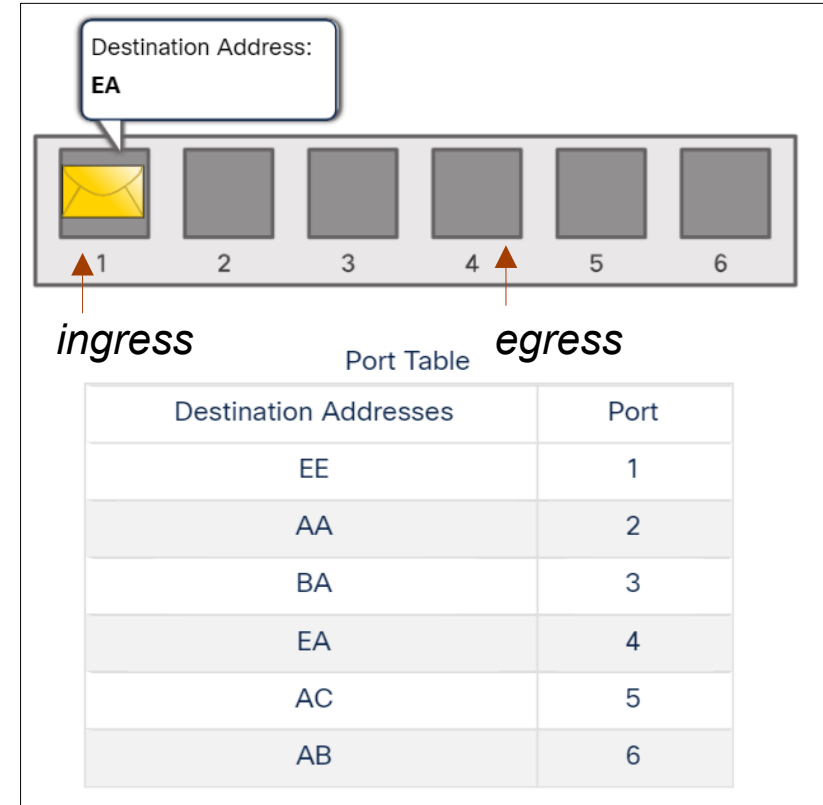 Destination Address:
EA
1 2 3 4 5 6
ingress egress
Port Table
Destination Addresses Port
EE 1
AA 2
BA 3
EA 4
AC 5
AB 6